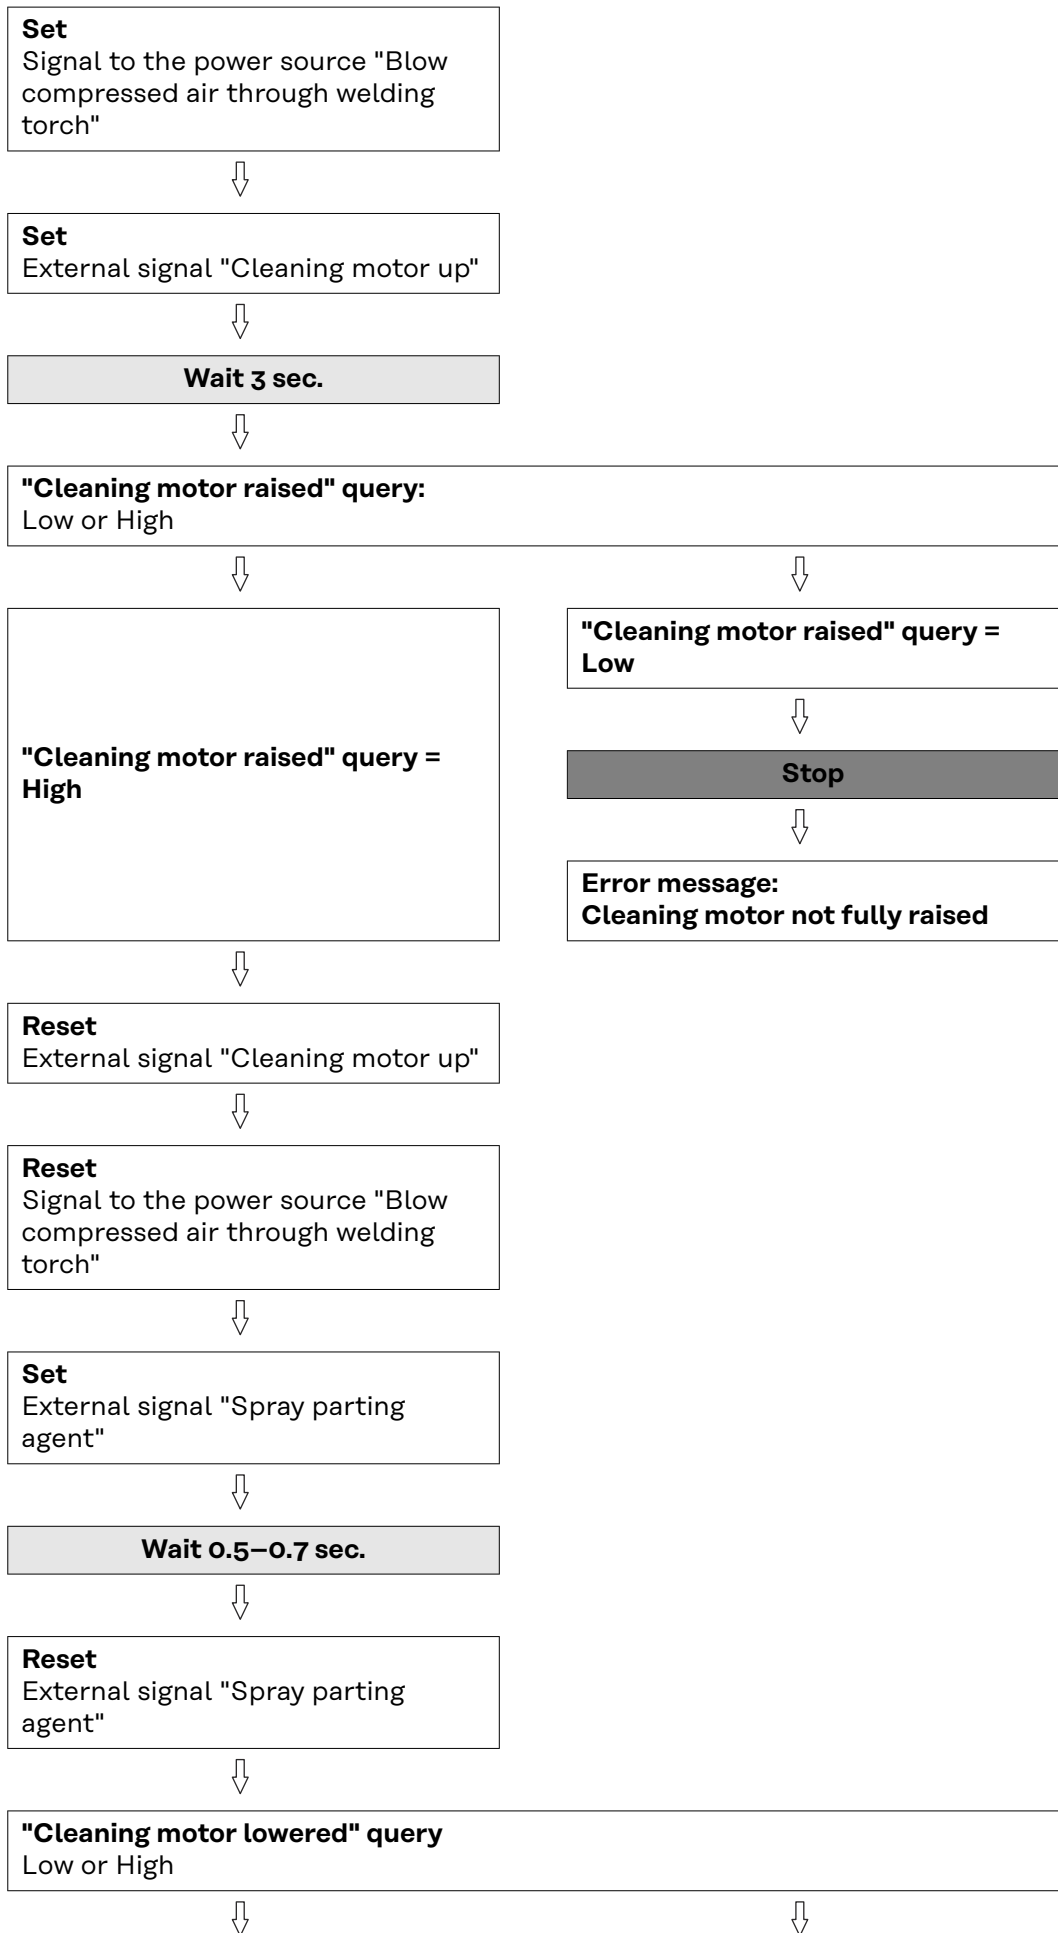 Set
Signal to the power source "Blow
compressed air through welding
torch"
Set
External signal "Cleaning motor up"
Wait 3 sec.
"Cleaning motor raised" query:
Low or High
"Cleaning motor raised" query =
High
"Cleaning motor raised" query =
Low
Stop
Error message:
Cleaning motor not fully raised
Reset
External signal "Cleaning motor up"
Reset
Signal to the power source "Blow
compressed air through welding
torch"
Set
External signal "Spray parting
agent"
Wait 0.5–0.7 sec.
Reset
External signal "Spray parting
agent"
"Cleaning motor lowered" query
Low or High